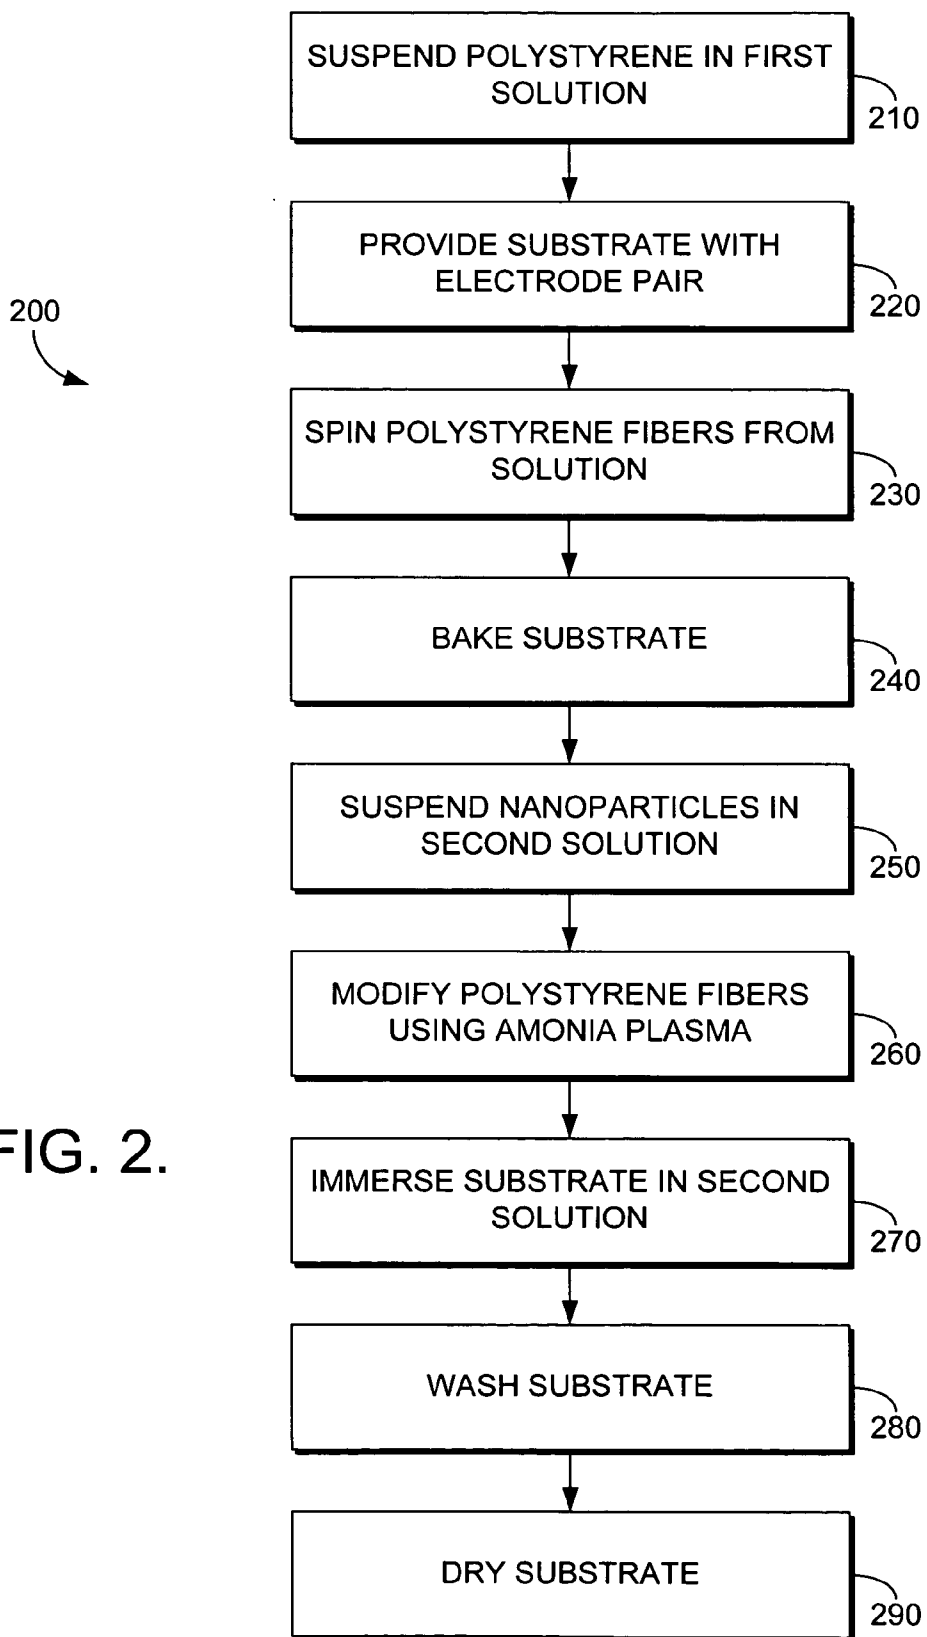 SUSPEND POLYSTYRENE IN FIRST
SOLUTION
210
PROVIDE SUBSTRATE WITH
ELECTRODE PAIR
220
200
SPIN POLYSTYRENE FIBERS FROM
SOLUTION
230
BAKE SUBSTRATE
240
SUSPEND NANOPARTICLES IN
SECOND SOLUTION
250
MODIFY POLYSTYRENE FIBERS
USING AMONIA PLASMA
260
FIG. 2.
IMMERSE SUBSTRATE IN SECOND
SOLUTION
270
WASH SUBSTRATE
280
DRY SUBSTRATE
290